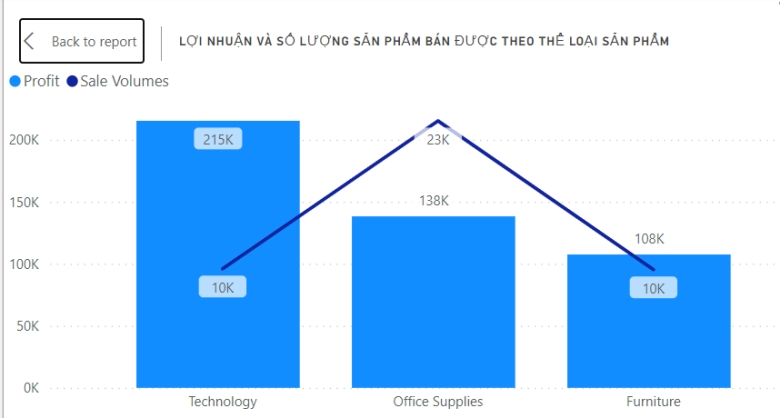 Back to report
LỢI NHUẬN VÀ SỐ LƯỢNG SẢN PHẨM BÁN ĐƯỢC THEO THỂ LOẠI SẢN PHẨM
Profit Sale Volumes
200K
150K
100K
50K
0K
215K
23K
138K
108K
10K
10K
Technology
Office Supplies
Furniture